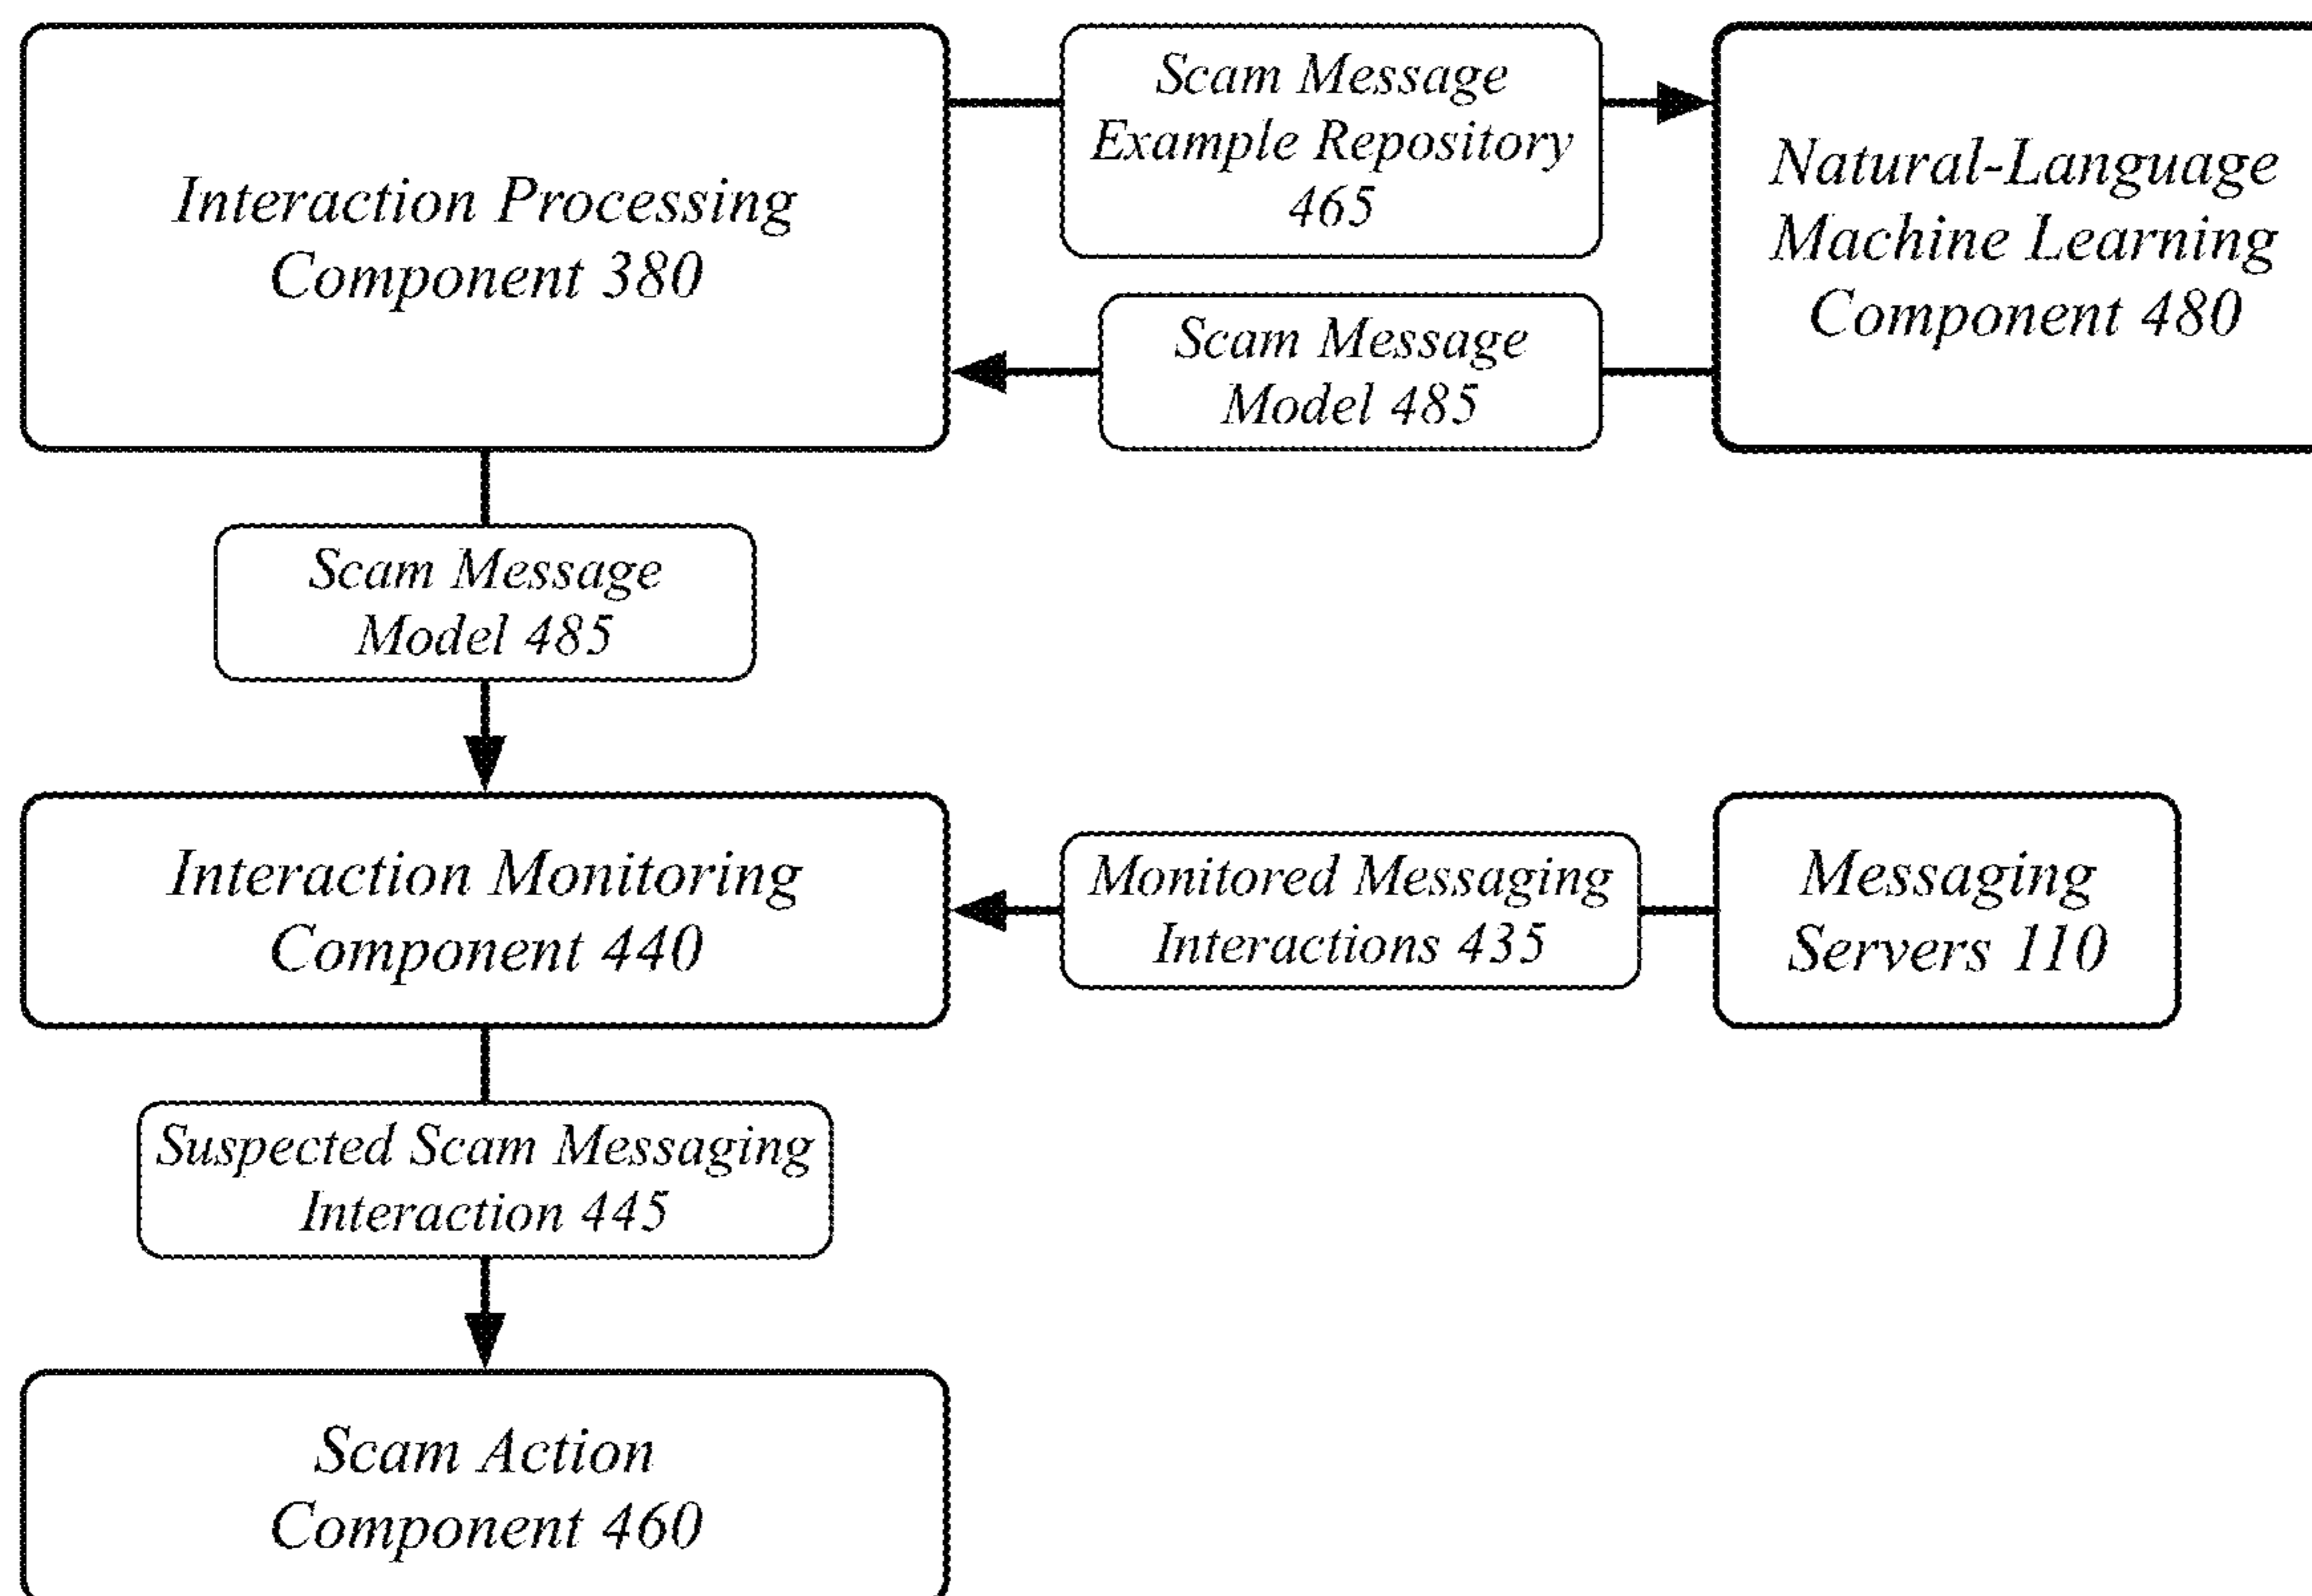 Interaction Processing
Component 380
Scam Message
Example Repository
465
Natural-Language
Machine Learning
Component 480
Scam Message
Model 485
Scam Message
Model 485
Interaction Monitoring
Component 440
Monitored Messaging
Interactions 435
Messaging
Servers 110
Suspected Scam Messaging
Interaction 445
Scam Action
Component 460